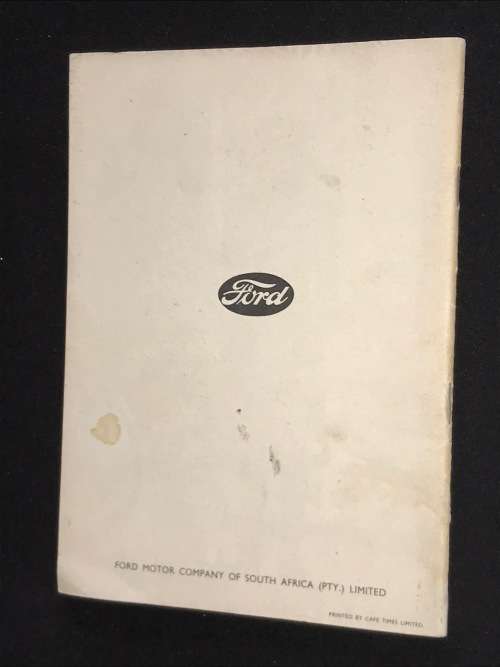 Ford
FORD MOTOR COMPANY OF SOUTH AFRICA (PTY.) LIMITED
PRINTED BY CAPE TIMES LIMITED.